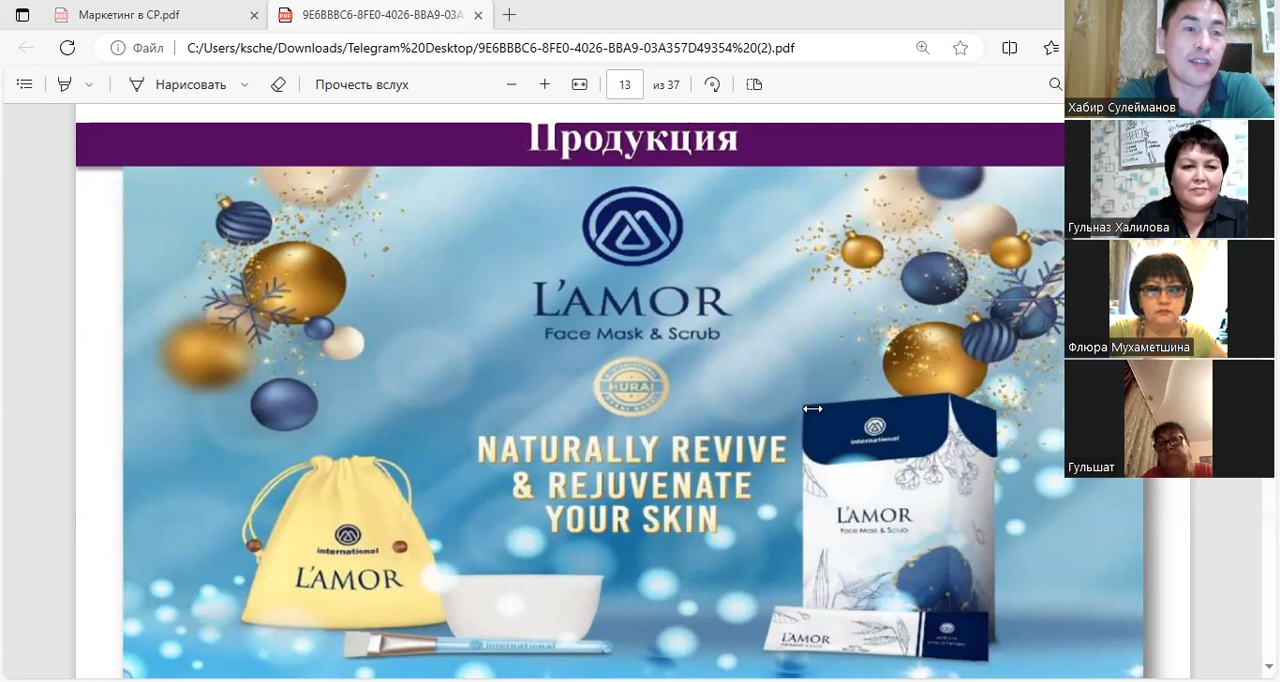 Маркетинг в СР.pdf
9E6BBBC6-8FE0-4026-BBA9-03A
Файл
C:/Users/ksche/Downloads/Telegram%20Desktop/9E6BBBC6-8FE0-4026-BBA9-03A357D49354%20(2).pdf
Нарисовать
Прочесть вслух
13
из 37
Продукция
L'AMOR
Face Mask & Scrub
HURAI
NATURALLY REVIVE
& REJUVENATE
YOUR SKIN
international
L'AMOR
international
international
L'AMOR
Face Mask & Scrub
L'AMOR
Хабир Сулейманов
Гульназ Халилова
Флюра Мухаметшина
Гульшат